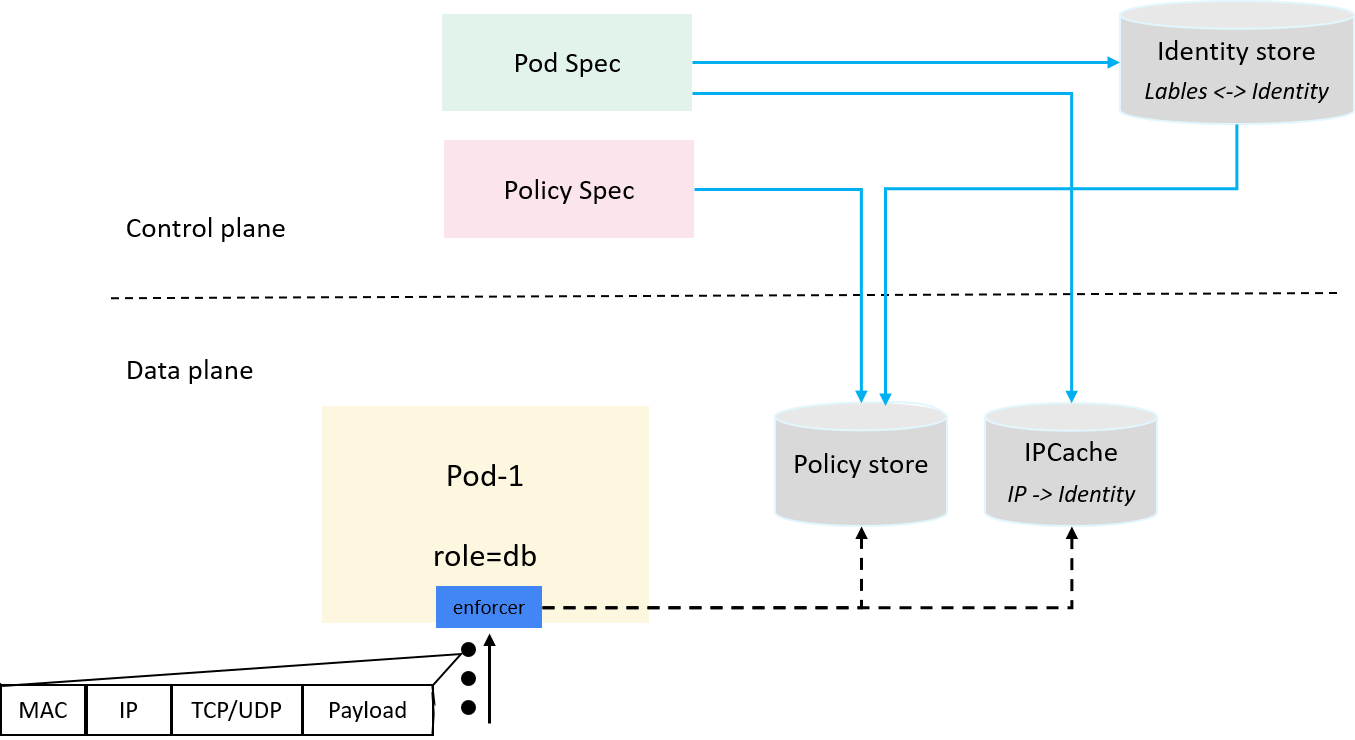 Pod Spec
Identity store
Lables <-> Identity
Policy Spec
Control plane
Data plane
Pod-1
role=db
enforcer
Policy store
IPCache
IP -> Identity
MAC
IP
TCP/UDP
Payload